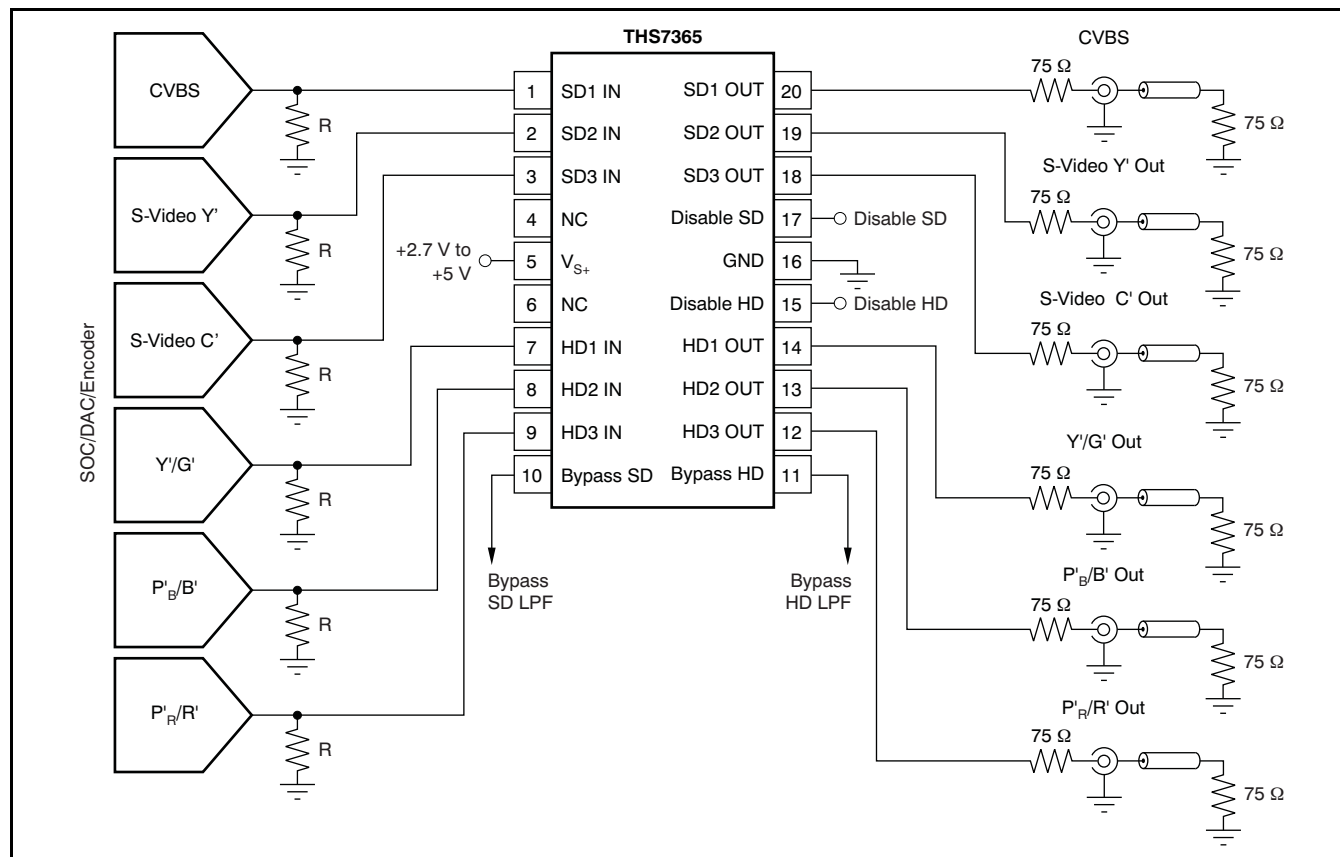 THS7365
SOC/DAC/Encoder
CVBS
R
S-Video Y'
R
S-Video C'
R
Y'/G'
R
P'B/B'
R
P'R/R'
R
+2.7 V to
+5 V
1 SD1 IN
2 SD2 IN
3 SD3 IN
4 NC
5 VS+
6 NC
7 HD1 IN
8 HD2 IN
9 HD3 IN
10 Bypass SD
SD1 OUT 20
SD2 OUT 19
SD3 OUT 18
Disable SD 17
GND 16
Disable HD 15
HD1 OUT 14
HD2 OUT 13
HD3 OUT 12
Bypass HD 11
Disable SD
Disable HD
Bypass
SD LPF
Bypass
HD LPF
CVBS
75 Ω
75 Ω
S-Video Y' Out
75 Ω
75 Ω
S-Video C' Out
75 Ω
75 Ω
Y'/G' Out
75 Ω
75 Ω
P'B/B' Out
75 Ω
75 Ω
P'R/R' Out
75 Ω
75 Ω